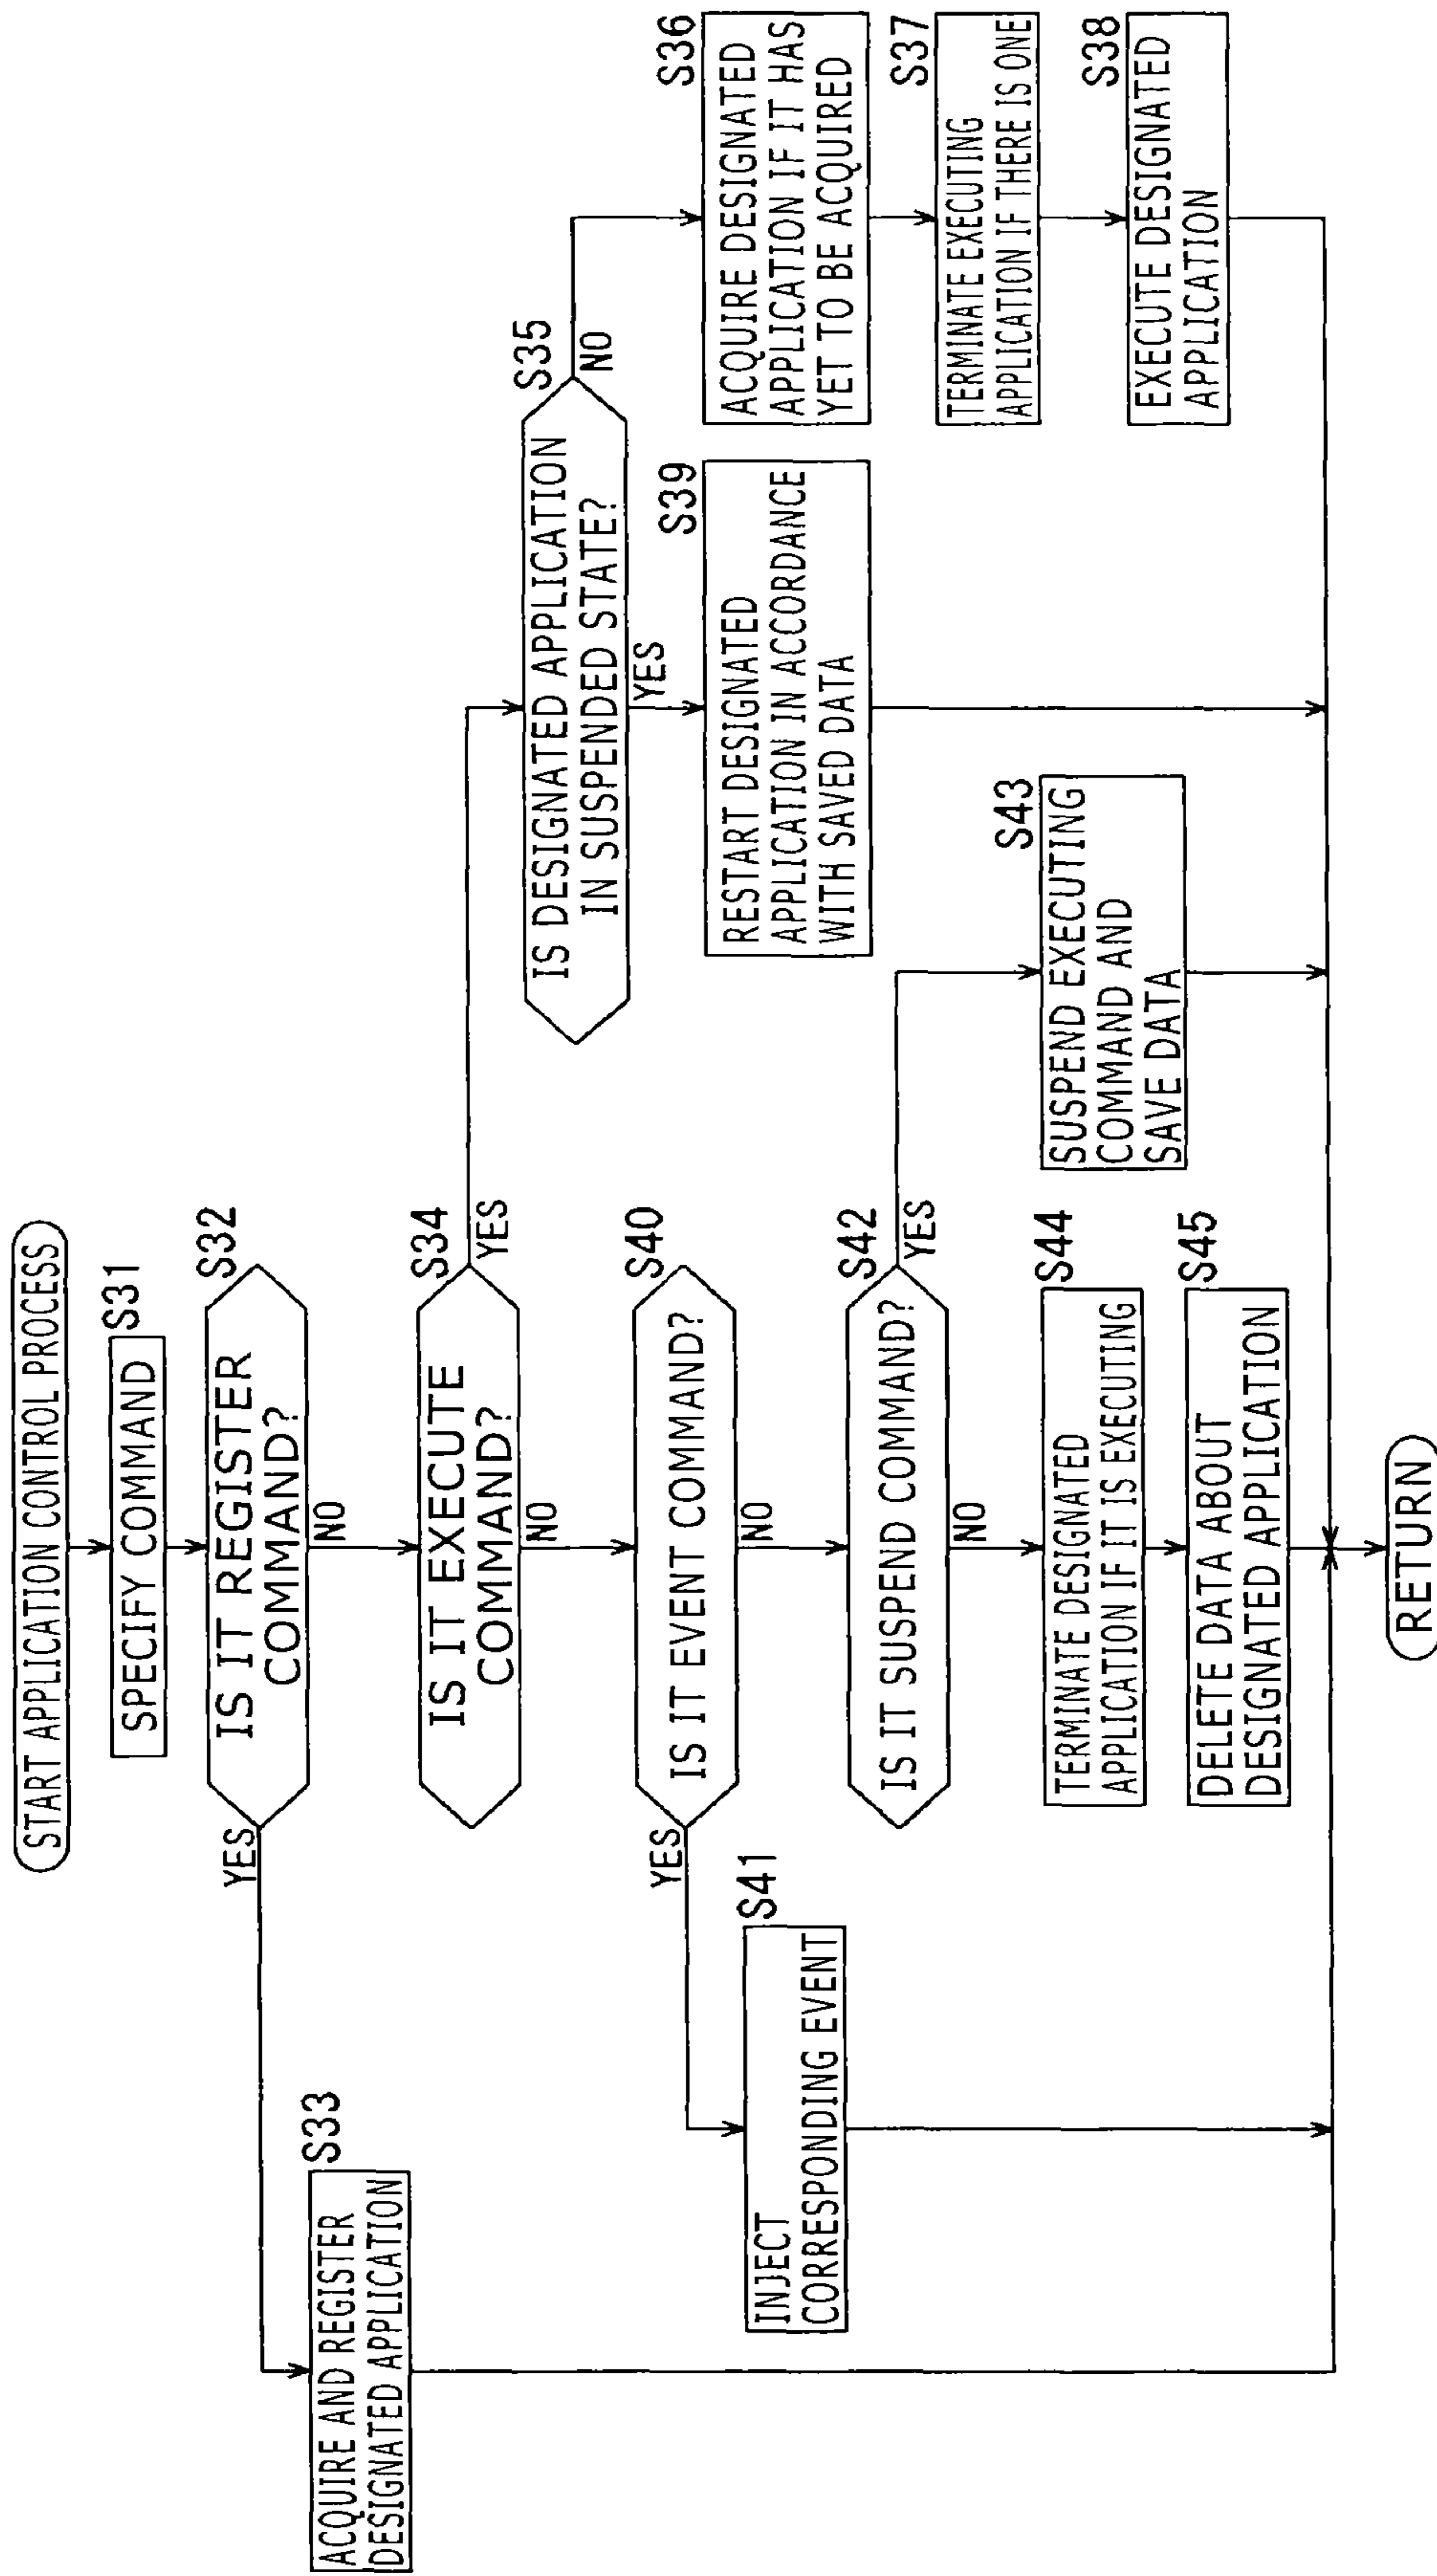 START APPLICATION CONTROL PROCESS
S31
SPECIFY COMMAND
S32
IS IT REGISTER
COMMAND?
YES
NO
S33
ACQUIRE AND REGISTER
DESIGNATED APPLICATION
S34
IS IT EXECUTE
COMMAND?
YES
NO
S35
IS DESIGNATED APPLICATION
IN SUSPENDED STATE?
NO
YES
S36
ACQUIRE DESIGNATED
APPLICATION IF IT HAS
YET TO BE ACQUIRED
S37
TERMINATE EXECUTING
APPLICATION IF THERE IS ONE
S38
EXECUTE DESIGNATED
APPLICATION
S39
RESTART DESIGNATED
APPLICATION IN ACCORDANCE
WITH SAVED DATA
S40
IS IT EVENT COMMAND?
YES
NO
S41
INJECT
CORRESPONDING EVENT
S42
IS IT SUSPEND COMMAND?
YES
NO
S43
SUSPEND EXECUTING
COMMAND AND
SAVE DATA
S44
TERMINATE DESIGNATED
APPLICATION IF IT IS EXECUTING
S45
DELETE DATA ABOUT
DESIGNATED APPLICATION
RETURN